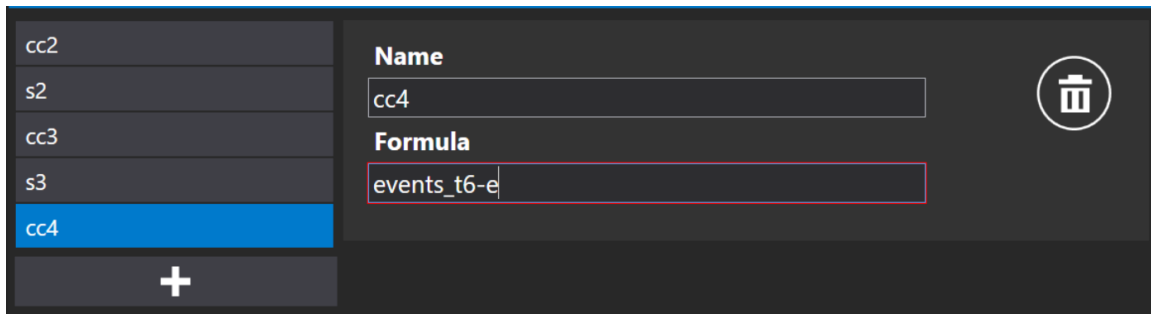 cc2
s2
cc3
s3
cc4
Name
cc4
Formula
events_t6-e